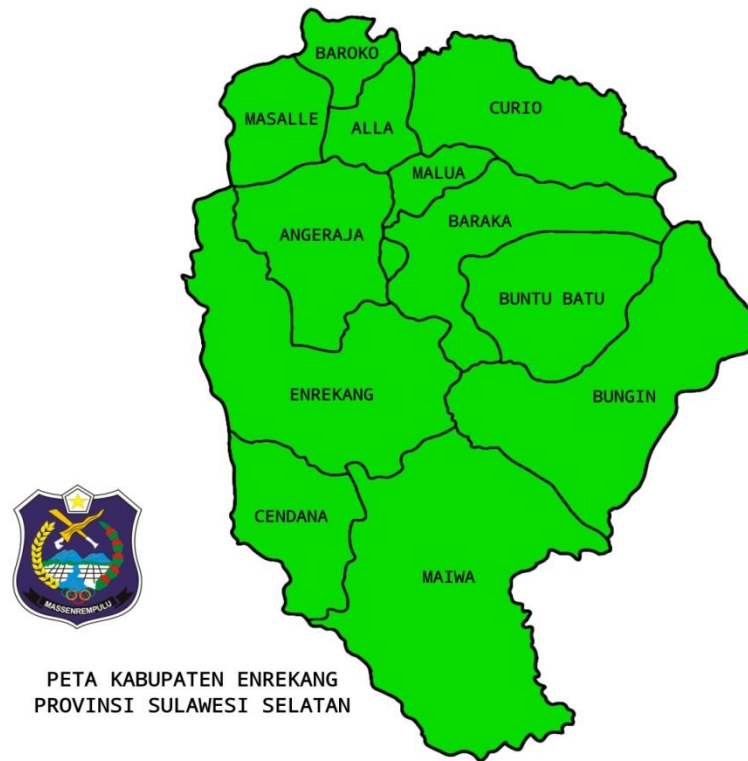 BAROKO
CURIO
MASALLE
ALLA
MALUA
BARAKA
ANGERAJA
BUNTU BATU
ENREKANG
BUNGIN
CENDANA
MAIWA
MASSENREMPULU
PETA KABUPATEN ENREKANG
PROVINSI SULAWESI SELATAN